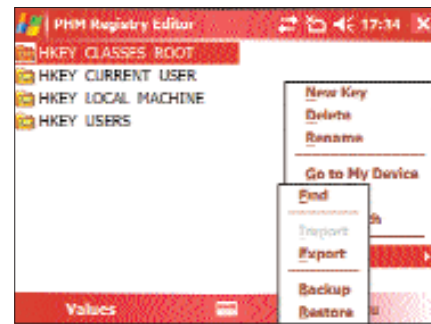 PHM Registry Editor 17:34
HKEY CLASSES ROOT
HKEY CURRENT USER
HKEY LOCAL MACHINE
HKEY USERS
New Key
Delete
Rename
Go to My Device
Find
Import
Export
Backup
Restore
Values